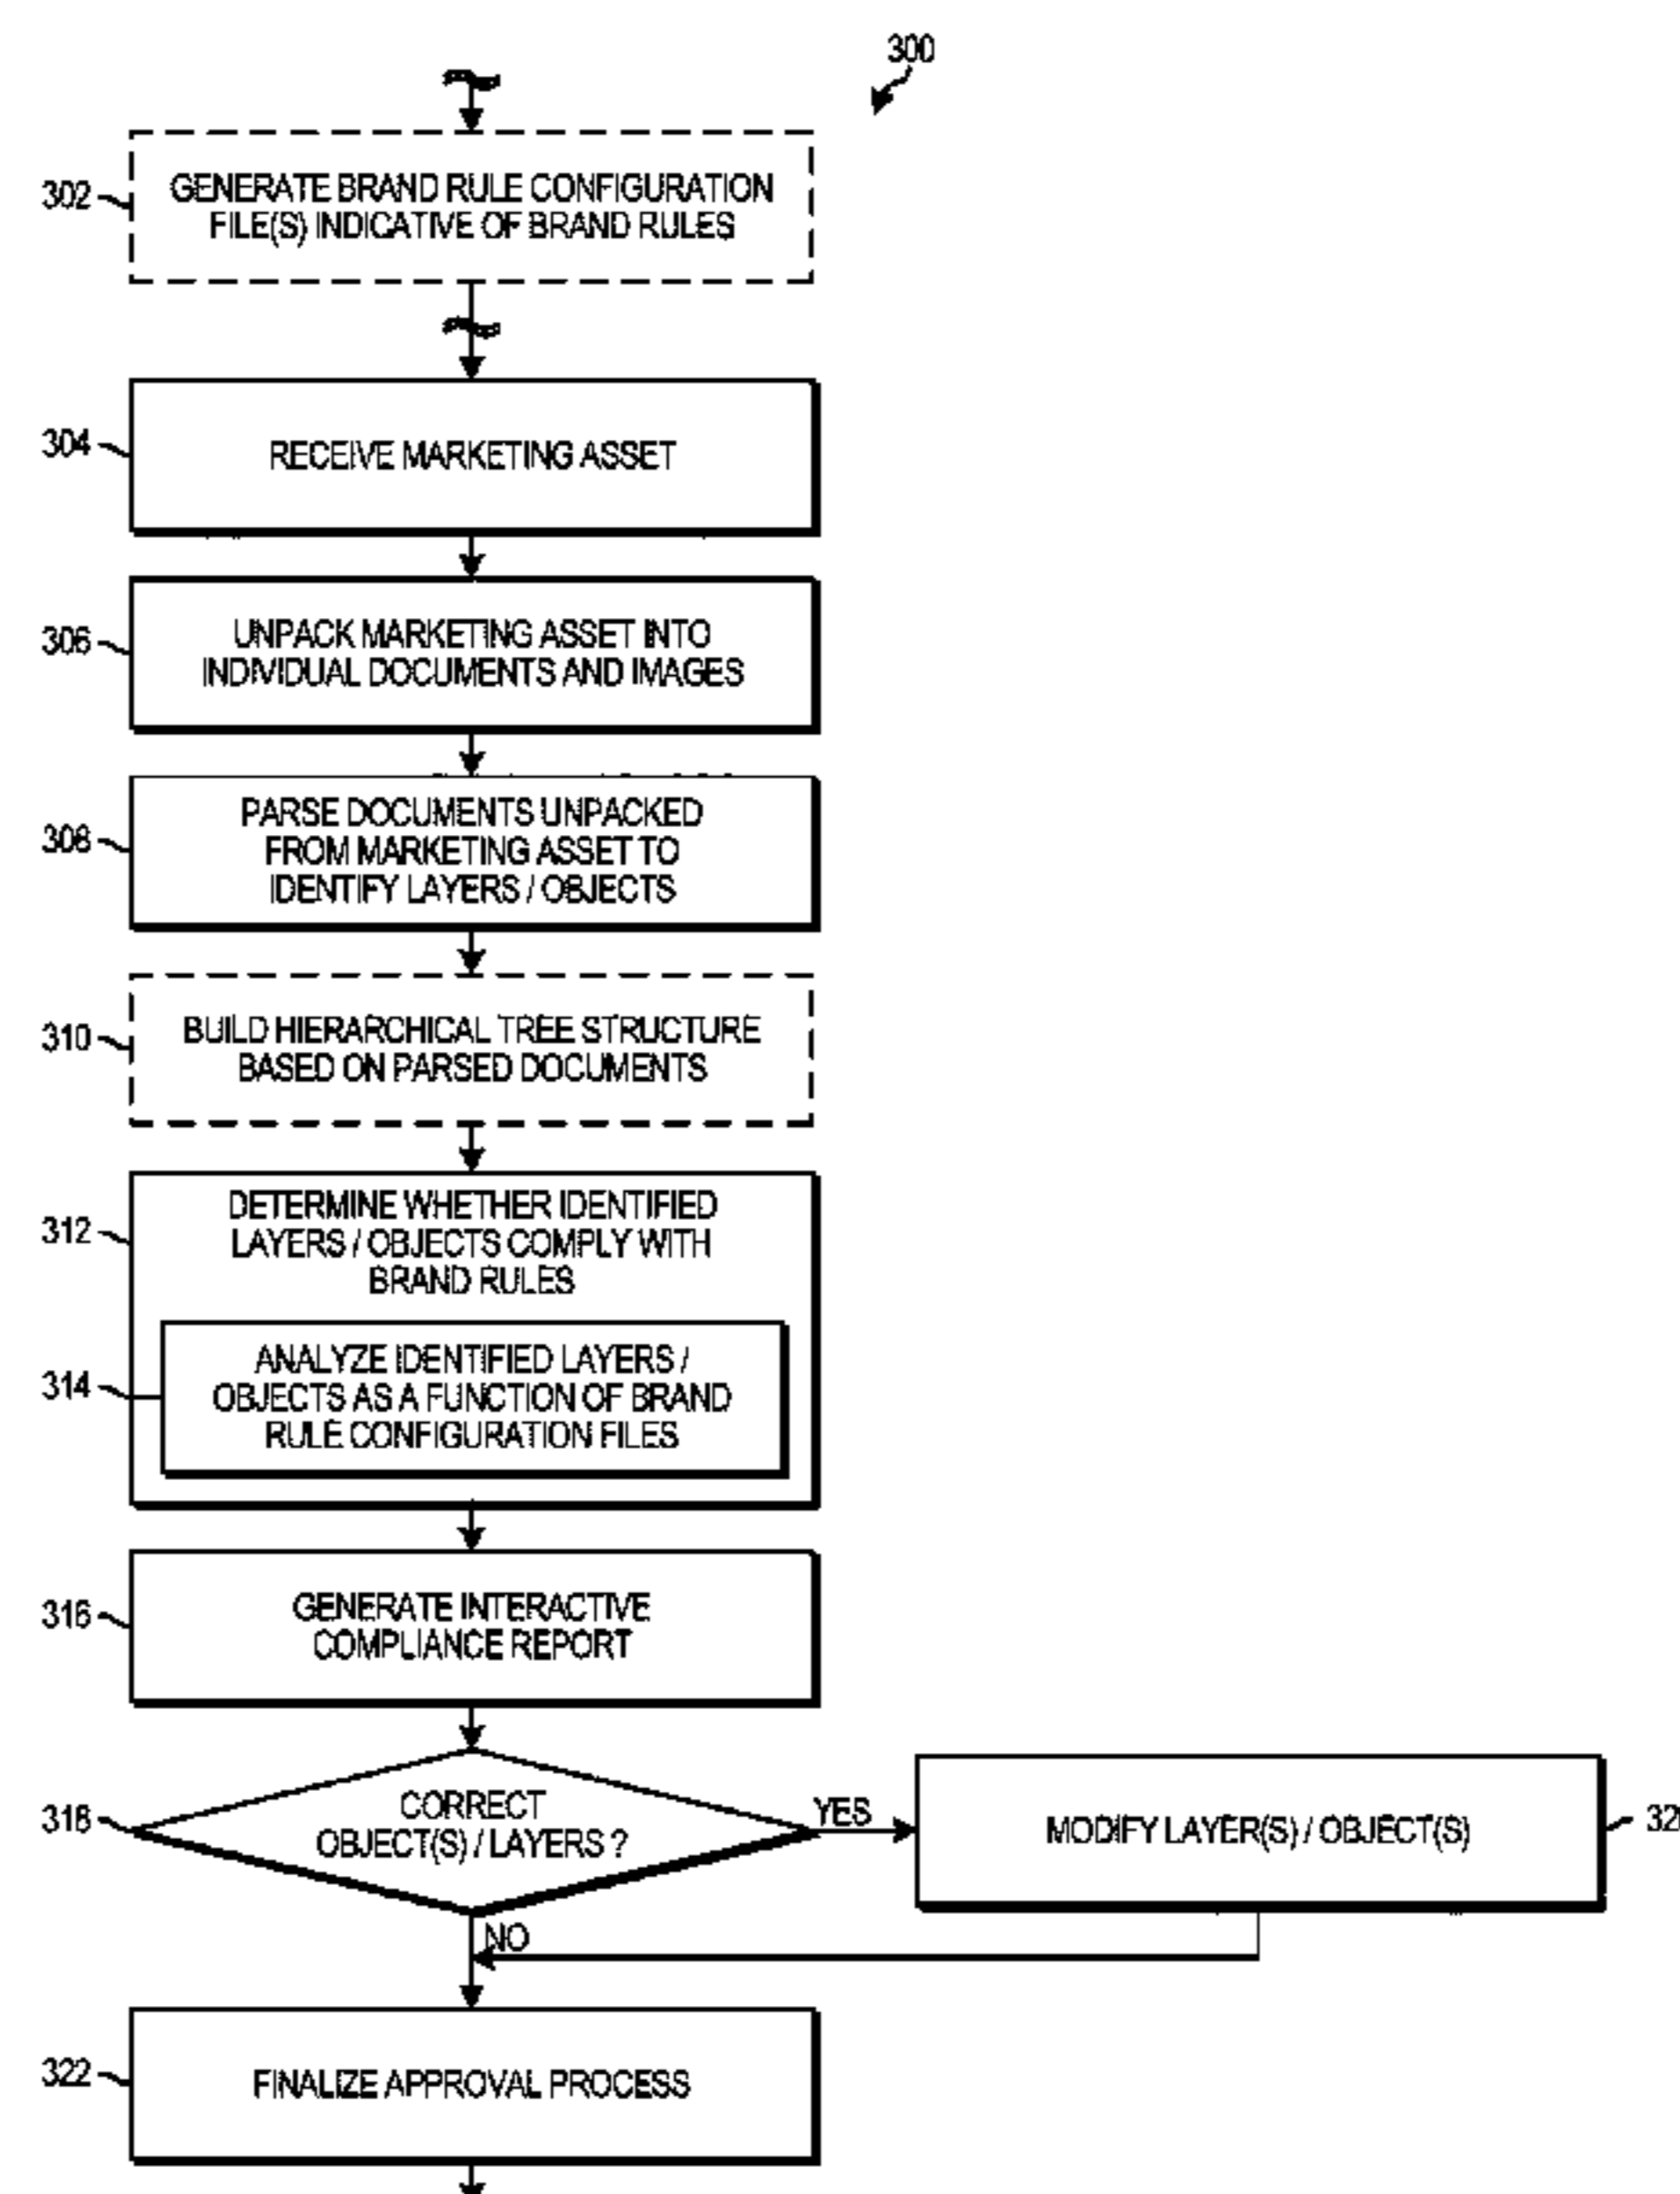 300
302
GENERATE BRAND RULE CONFIGURATION
FILE(S) INDICATIVE OF BRAND RULES
304
RECEIVE MARKETING ASSET
306
UNPACK MARKETING ASSET INTO
INDIVIDUAL DOCUMENTS AND IMAGES
308
PARSE DOCUMENTS UNPACKED
FROM MARKETING ASSET TO
IDENTIFY LAYERS / OBJECTS
310
BUILD HIERARCHICAL TREE STRUCTURE
BASED ON PARSED DOCUMENTS
312
DETERMINE WHETHER IDENTIFIED
LAYERS / OBJECTS COMPLY WITH
BRAND RULES
314
ANALYZE IDENTIFIED LAYERS /
OBJECTS AS A FUNCTION OF BRAND
RULE CONFIGURATION FILES
316
GENERATE INTERACTIVE
COMPLIANCE REPORT
318
CORRECT
OBJECT(S) / LAYERS ?
YES
MODIFY LAYER(S) / OBJECT(S)
NO
322
FINALIZE APPROVAL PROCESS